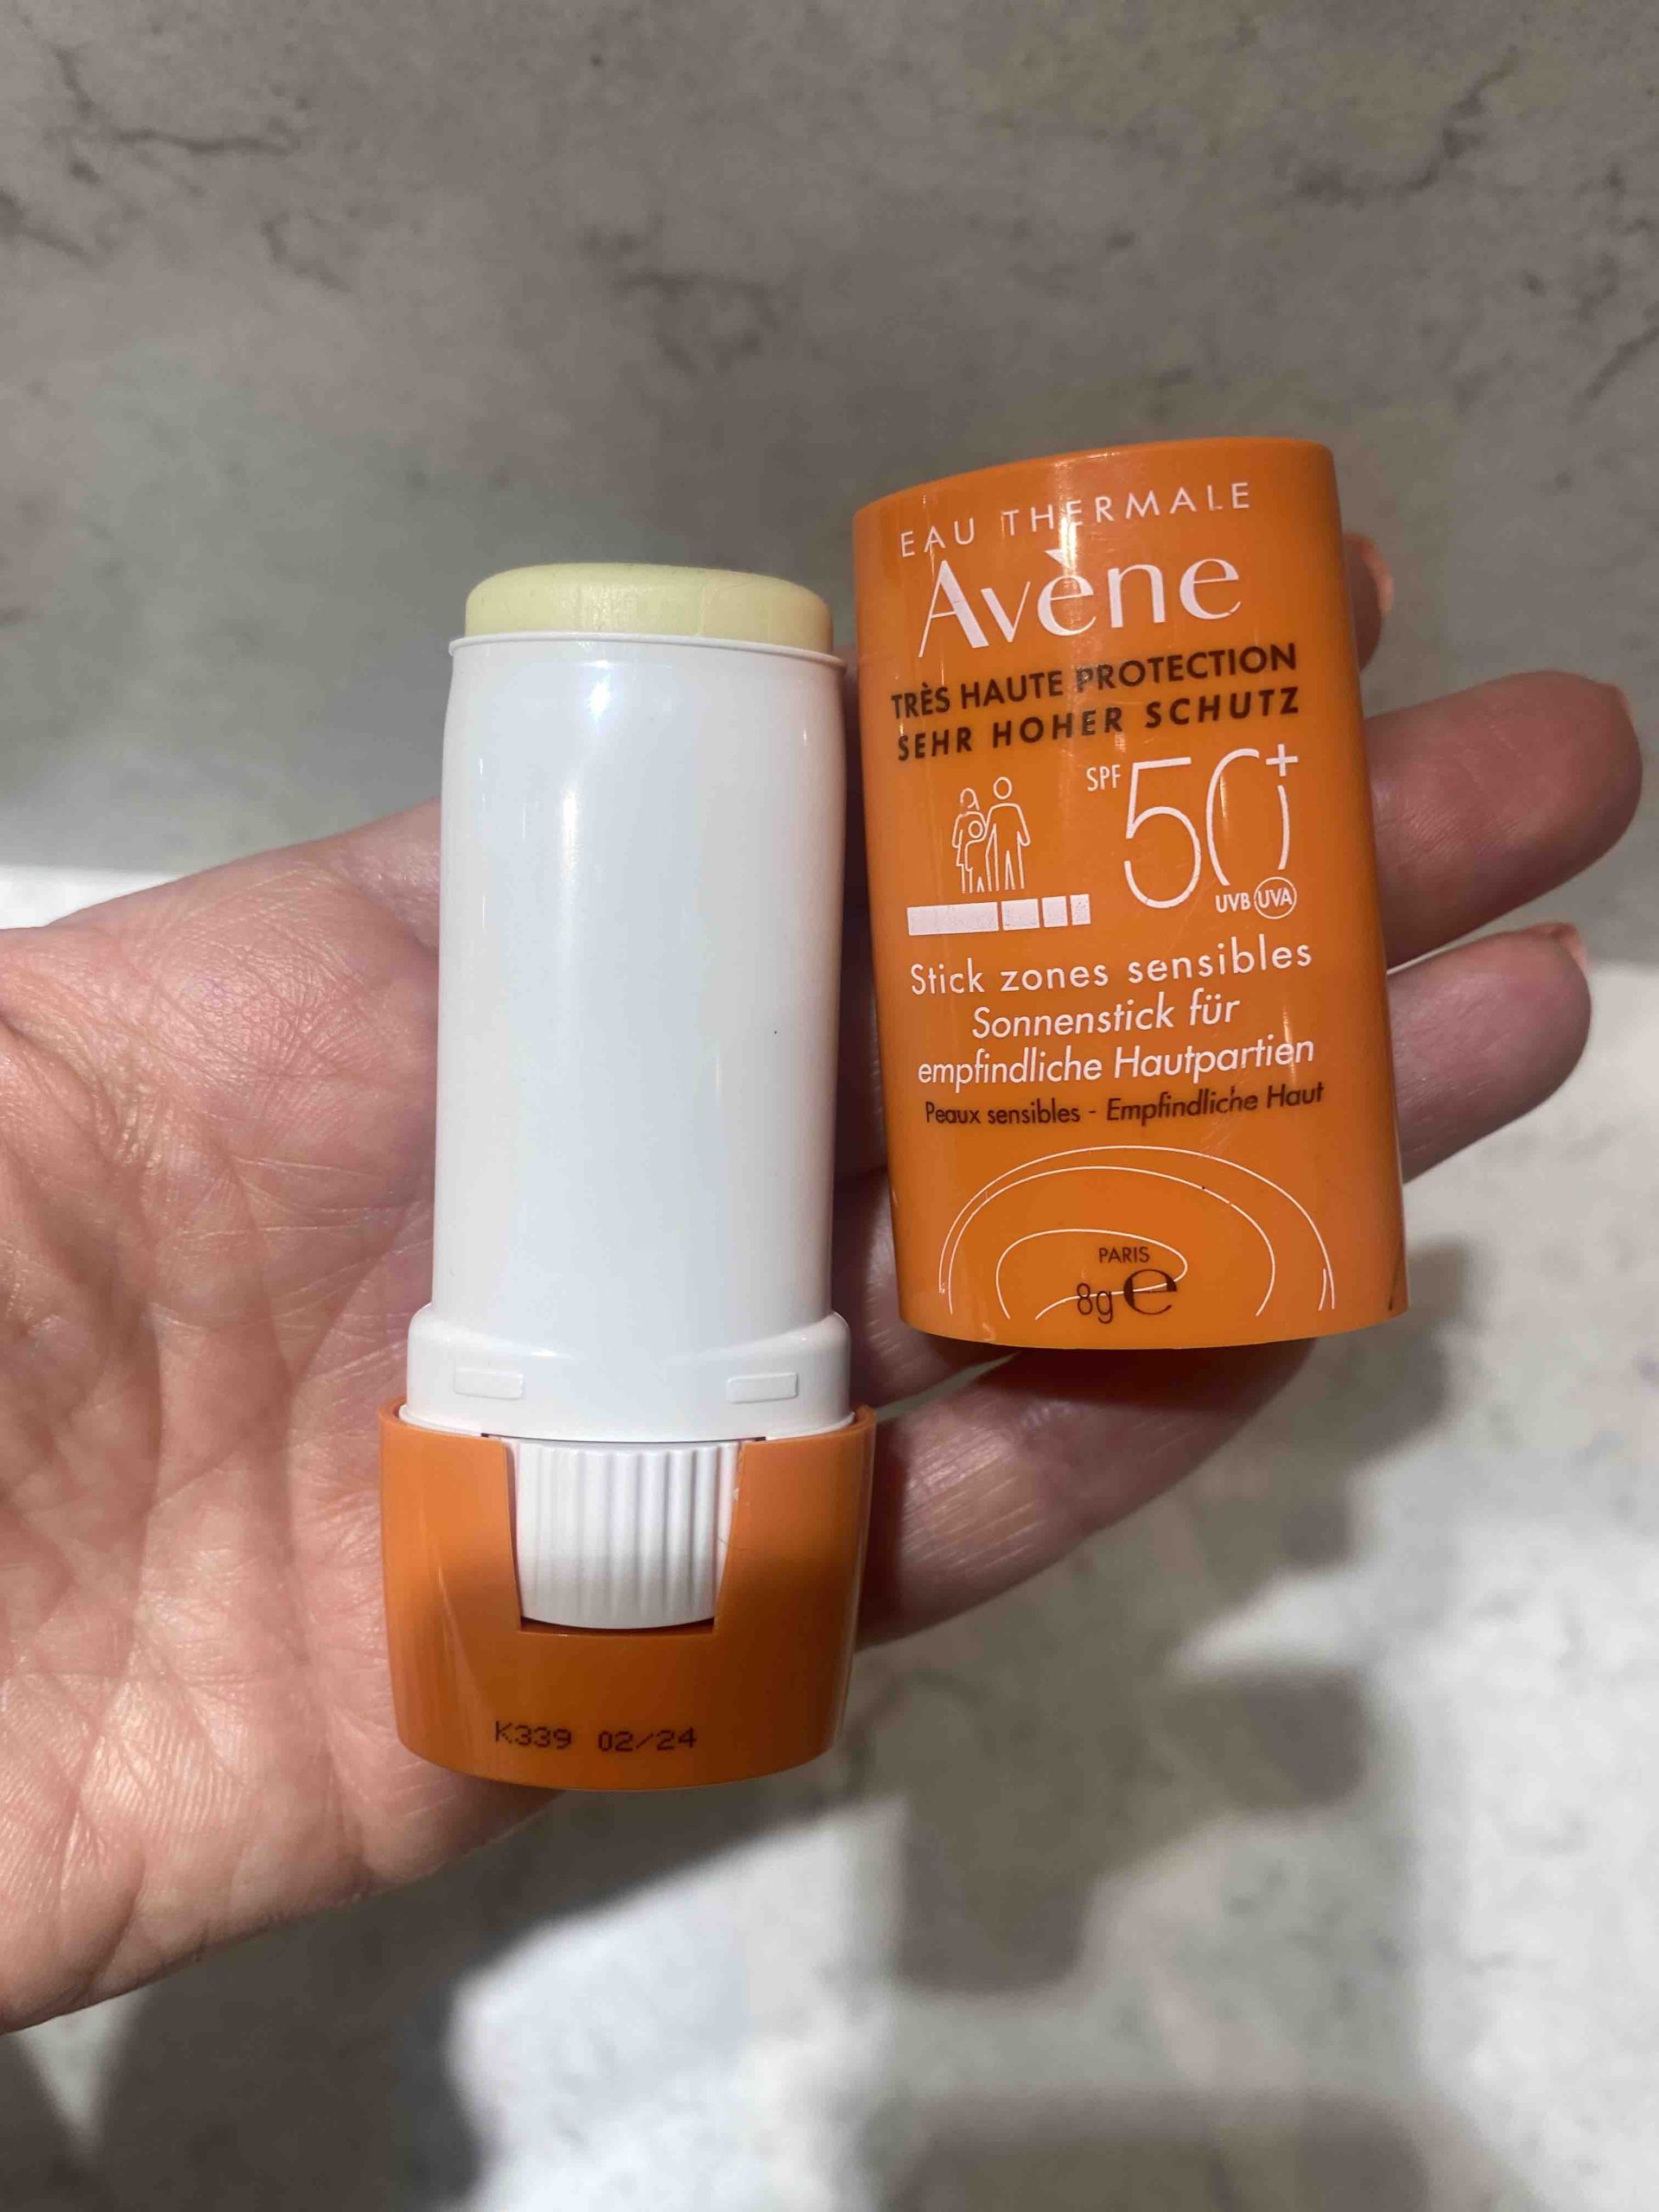 EAU THERMALE
Avène
TRÈS HAUTE PROTECTION
SEHR HOHER SCHUTZ
SPF 50+
UVB UVA
Stick zones sensibles
Sonnenstick für
empfindliche Hautpartien
Peaux sensibles - Empfindliche Haut
PARIS
8g e
K339 02/24